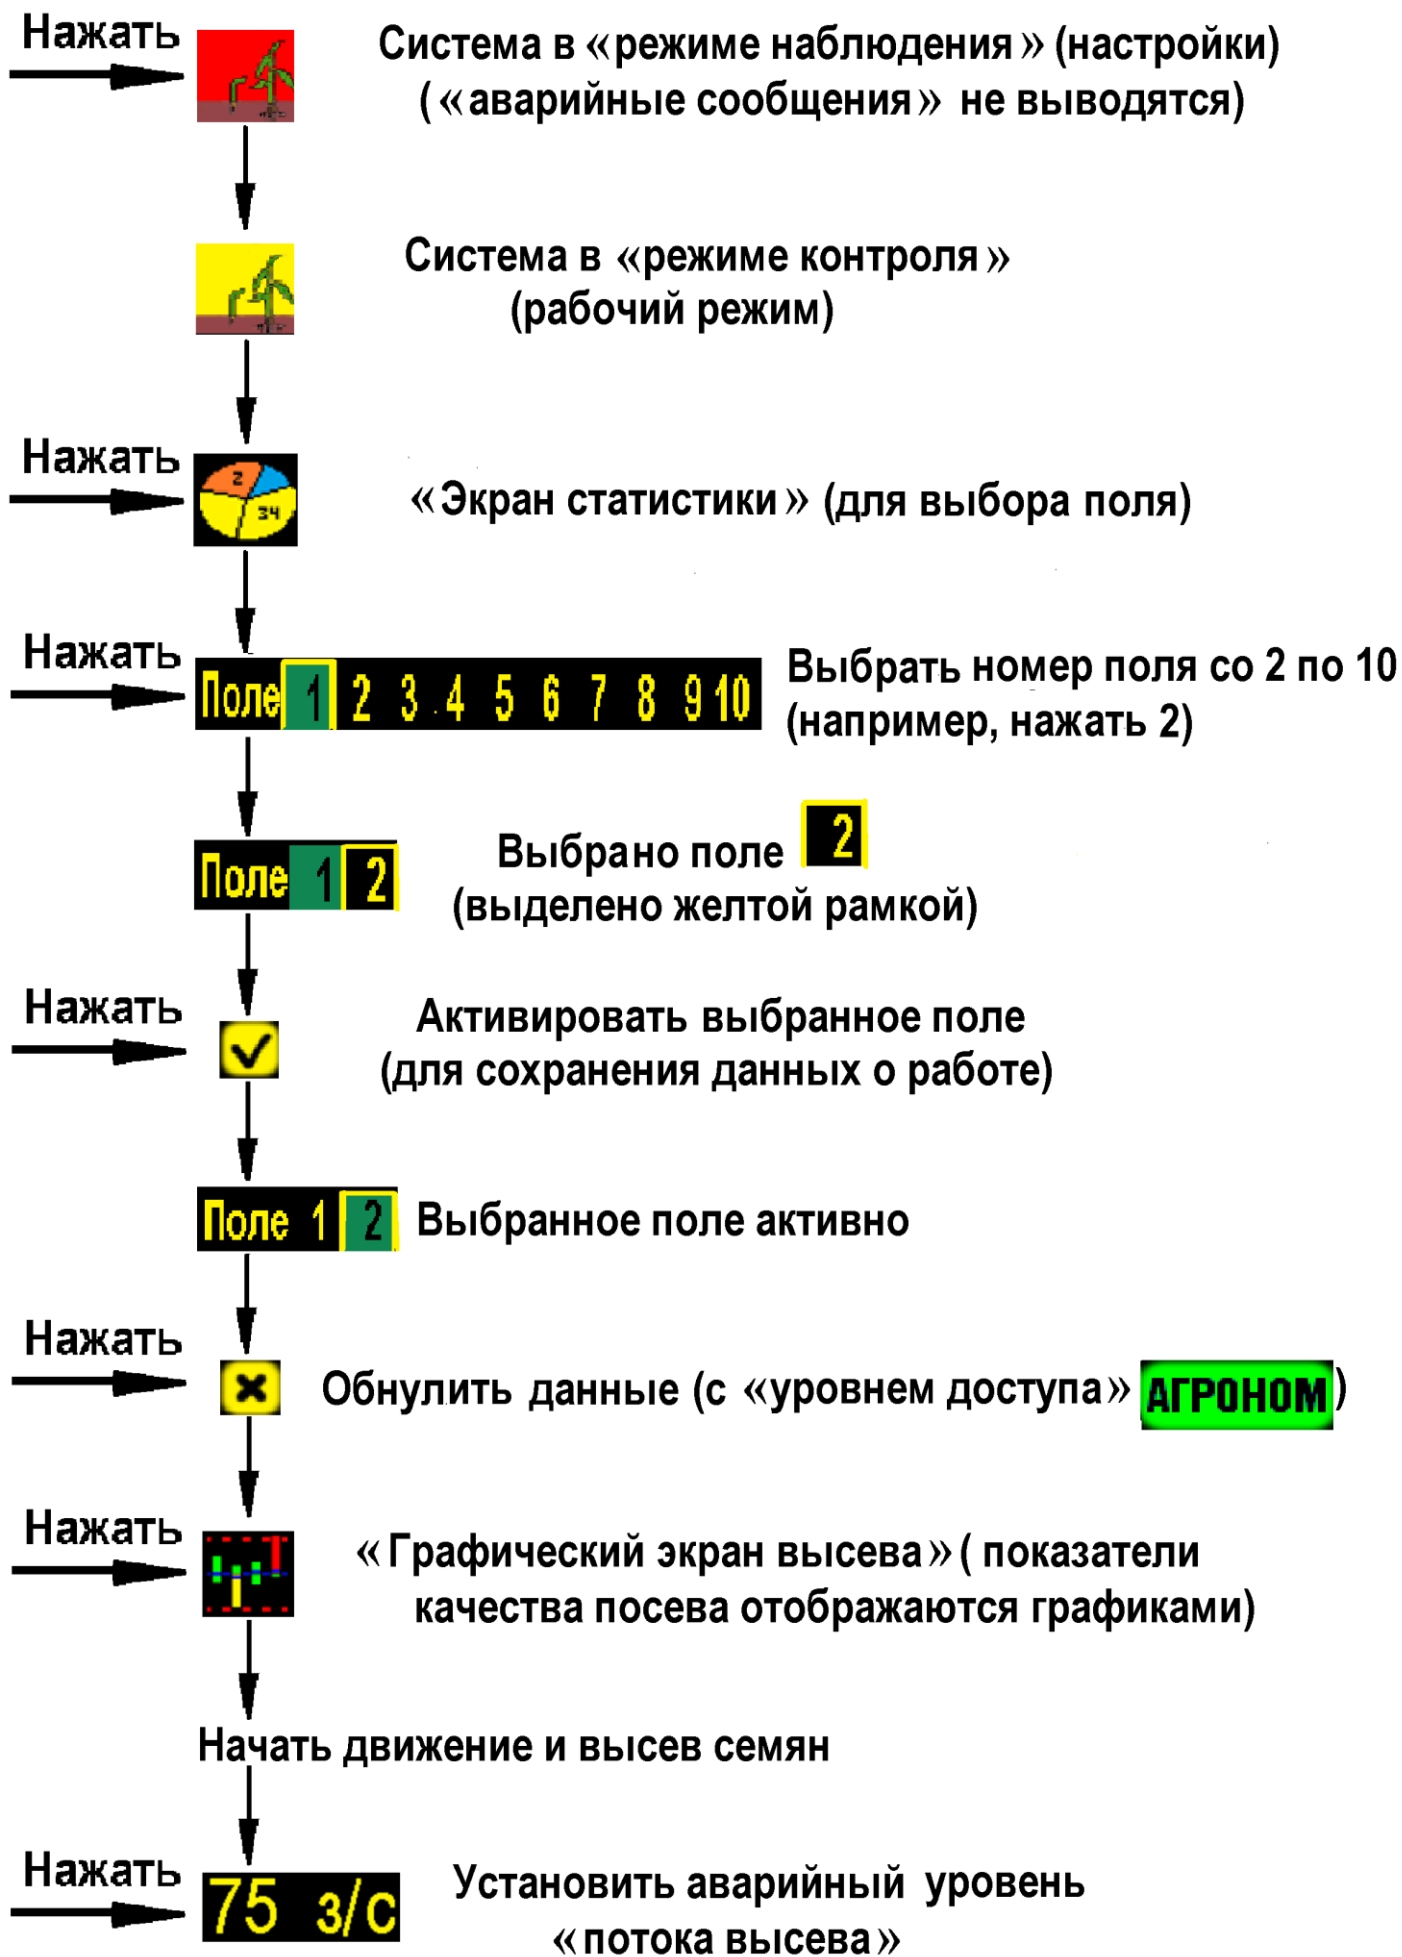 Нажать
Система в «режиме наблюдения» (настройки)
(«аварийные сообщения» не выводятся)
Система в «режиме контроля»
(рабочий режим)
Нажать
2
34
«Экран статистики» (для выбора поля)
Нажать
Поле 1 2 3 4 5 6 7 8 9 10
Выбрать номер поля со 2 по 10
(например, нажать 2)
Поле 1 2
Выбрано поле 2
(выделено желтой рамкой)
Нажать
Активировать выбранное поле
(для сохранения данных о работе)
Поле 1 2
Выбранное поле активно
Нажать
Обнулить данные (с «уровнем доступа» АГРОНОМ)
Нажать
«Графический экран высева» ( показатели
качества посева отображаются графиками)
Начать движение и высев семян
Нажать
75 з/с
Установить аварийный уровень
«потока высева»